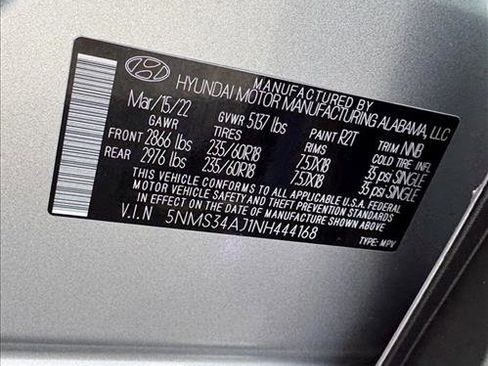 MANUFACTURED BY
HYUNDAI MOTOR MANUFACTURING ALABAMA, LLC
Mar/15/22 GVWR 5137 lbs PAINT R2T TRIM NNB
GAWR TIRES RIMS COLD TIRE INFL
FRONT 2866 lbs 235/60R18 7.5JX18 35 psi SINGLE
REAR 2976 lbs 235/60R18 7.5JX18 35 psi SINGLE
THIS VEHICLE CONFORMS TO ALL APPLICABLE U.S.A. FEDERAL
MOTOR VEHICLE SAFETY, BUMPER, AND THEFT PREVENTION STANDARDS
IN EFFECT ON THE DATE OF MANUFACTURE SHOWN ABOVE
V.I.N 5NMS34AJ1NH444168 TYPE: MPV